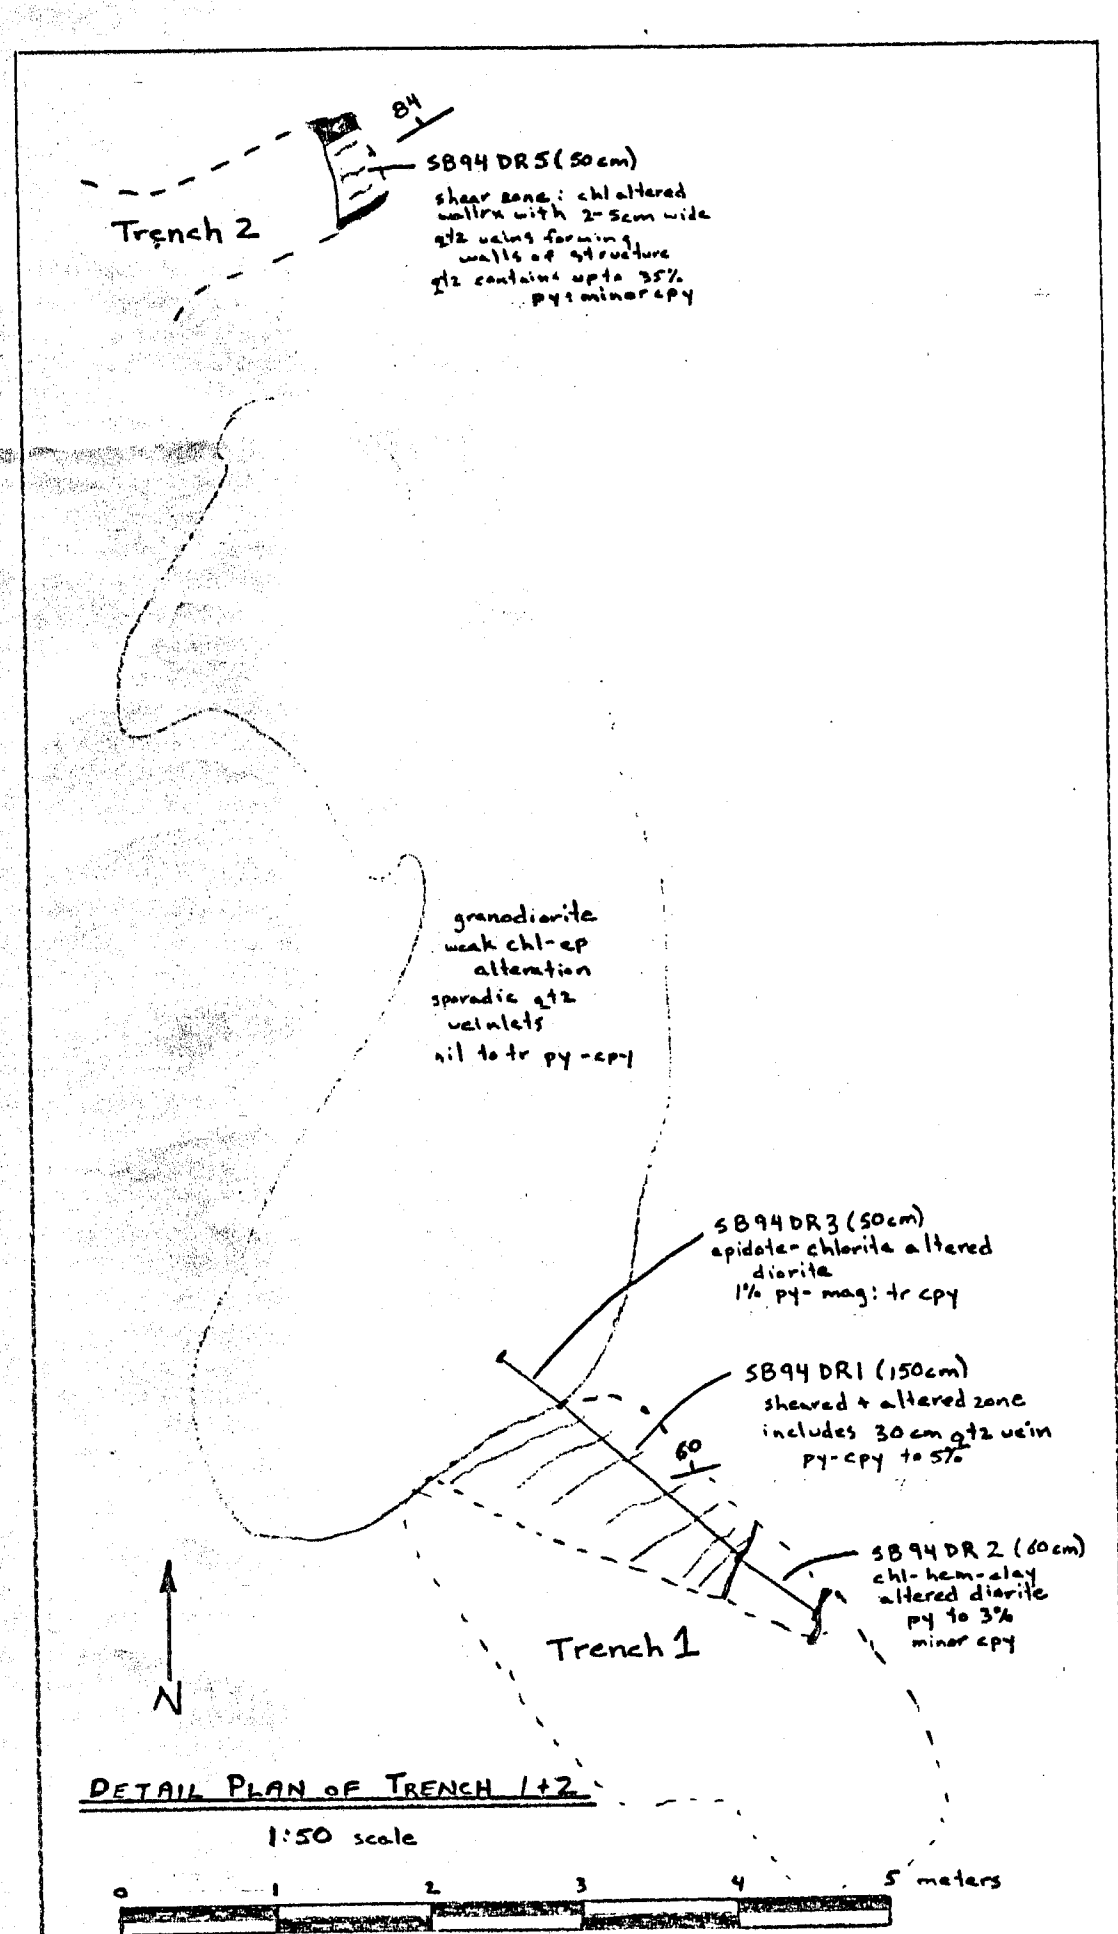 84
SB94 DR5 (50cm)
shear zone: chl altered
wallrx with 2-5cm wide
qtz veins forming
walls of structure
qtz contains up to 35%
py: minor cpy
Trench 2
granodiorite
weak chl-ep
alteration
sporadic qtz
veinlets
nil to tr py-cpy
SB94DR3 (50cm)
epidote-chlorite altered
diorite
1% py-mag: tr cpy
SB94 DR1 (150cm)
sheared + altered zone
includes 30cm qtz vein
py-cpy to 5%
60
SB94DR2 (60cm)
chl-hem-clay
altered diorite
py to 3%
minor cpy
Trench 1
N
DETAIL PLAN OF TRENCH 1+2
1:50 scale
0 1 2 3 4 5 meters